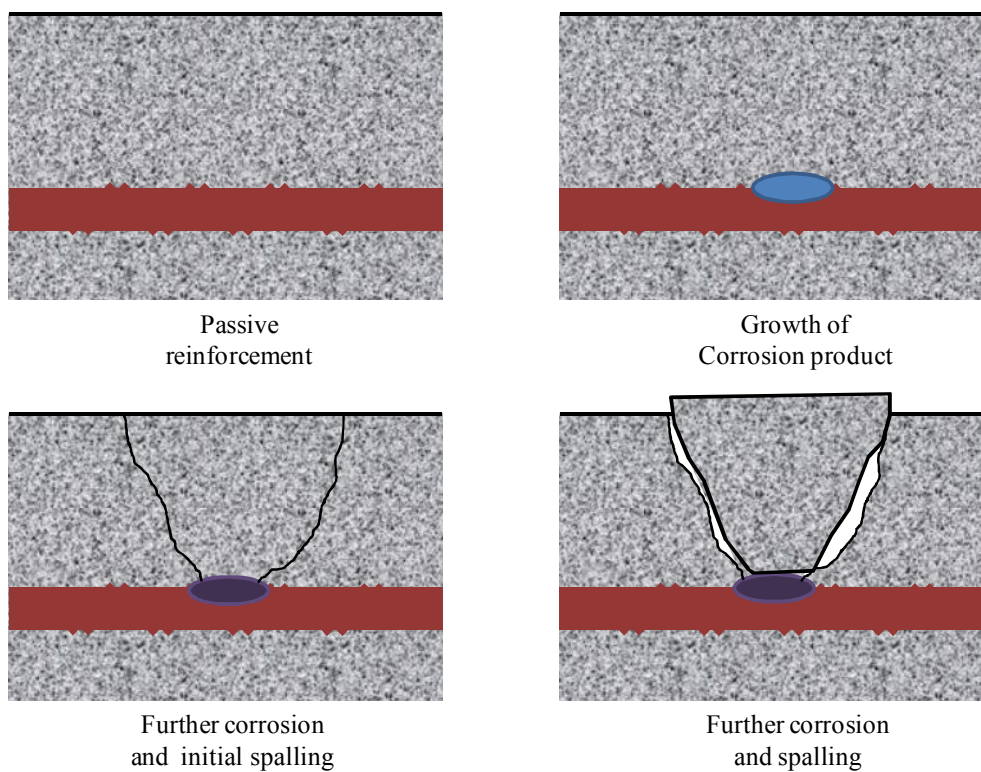 Passive
reinforcement
Growth of
Corrosion product
Further corrosion
and initial spalling
Further corrosion
and spalling